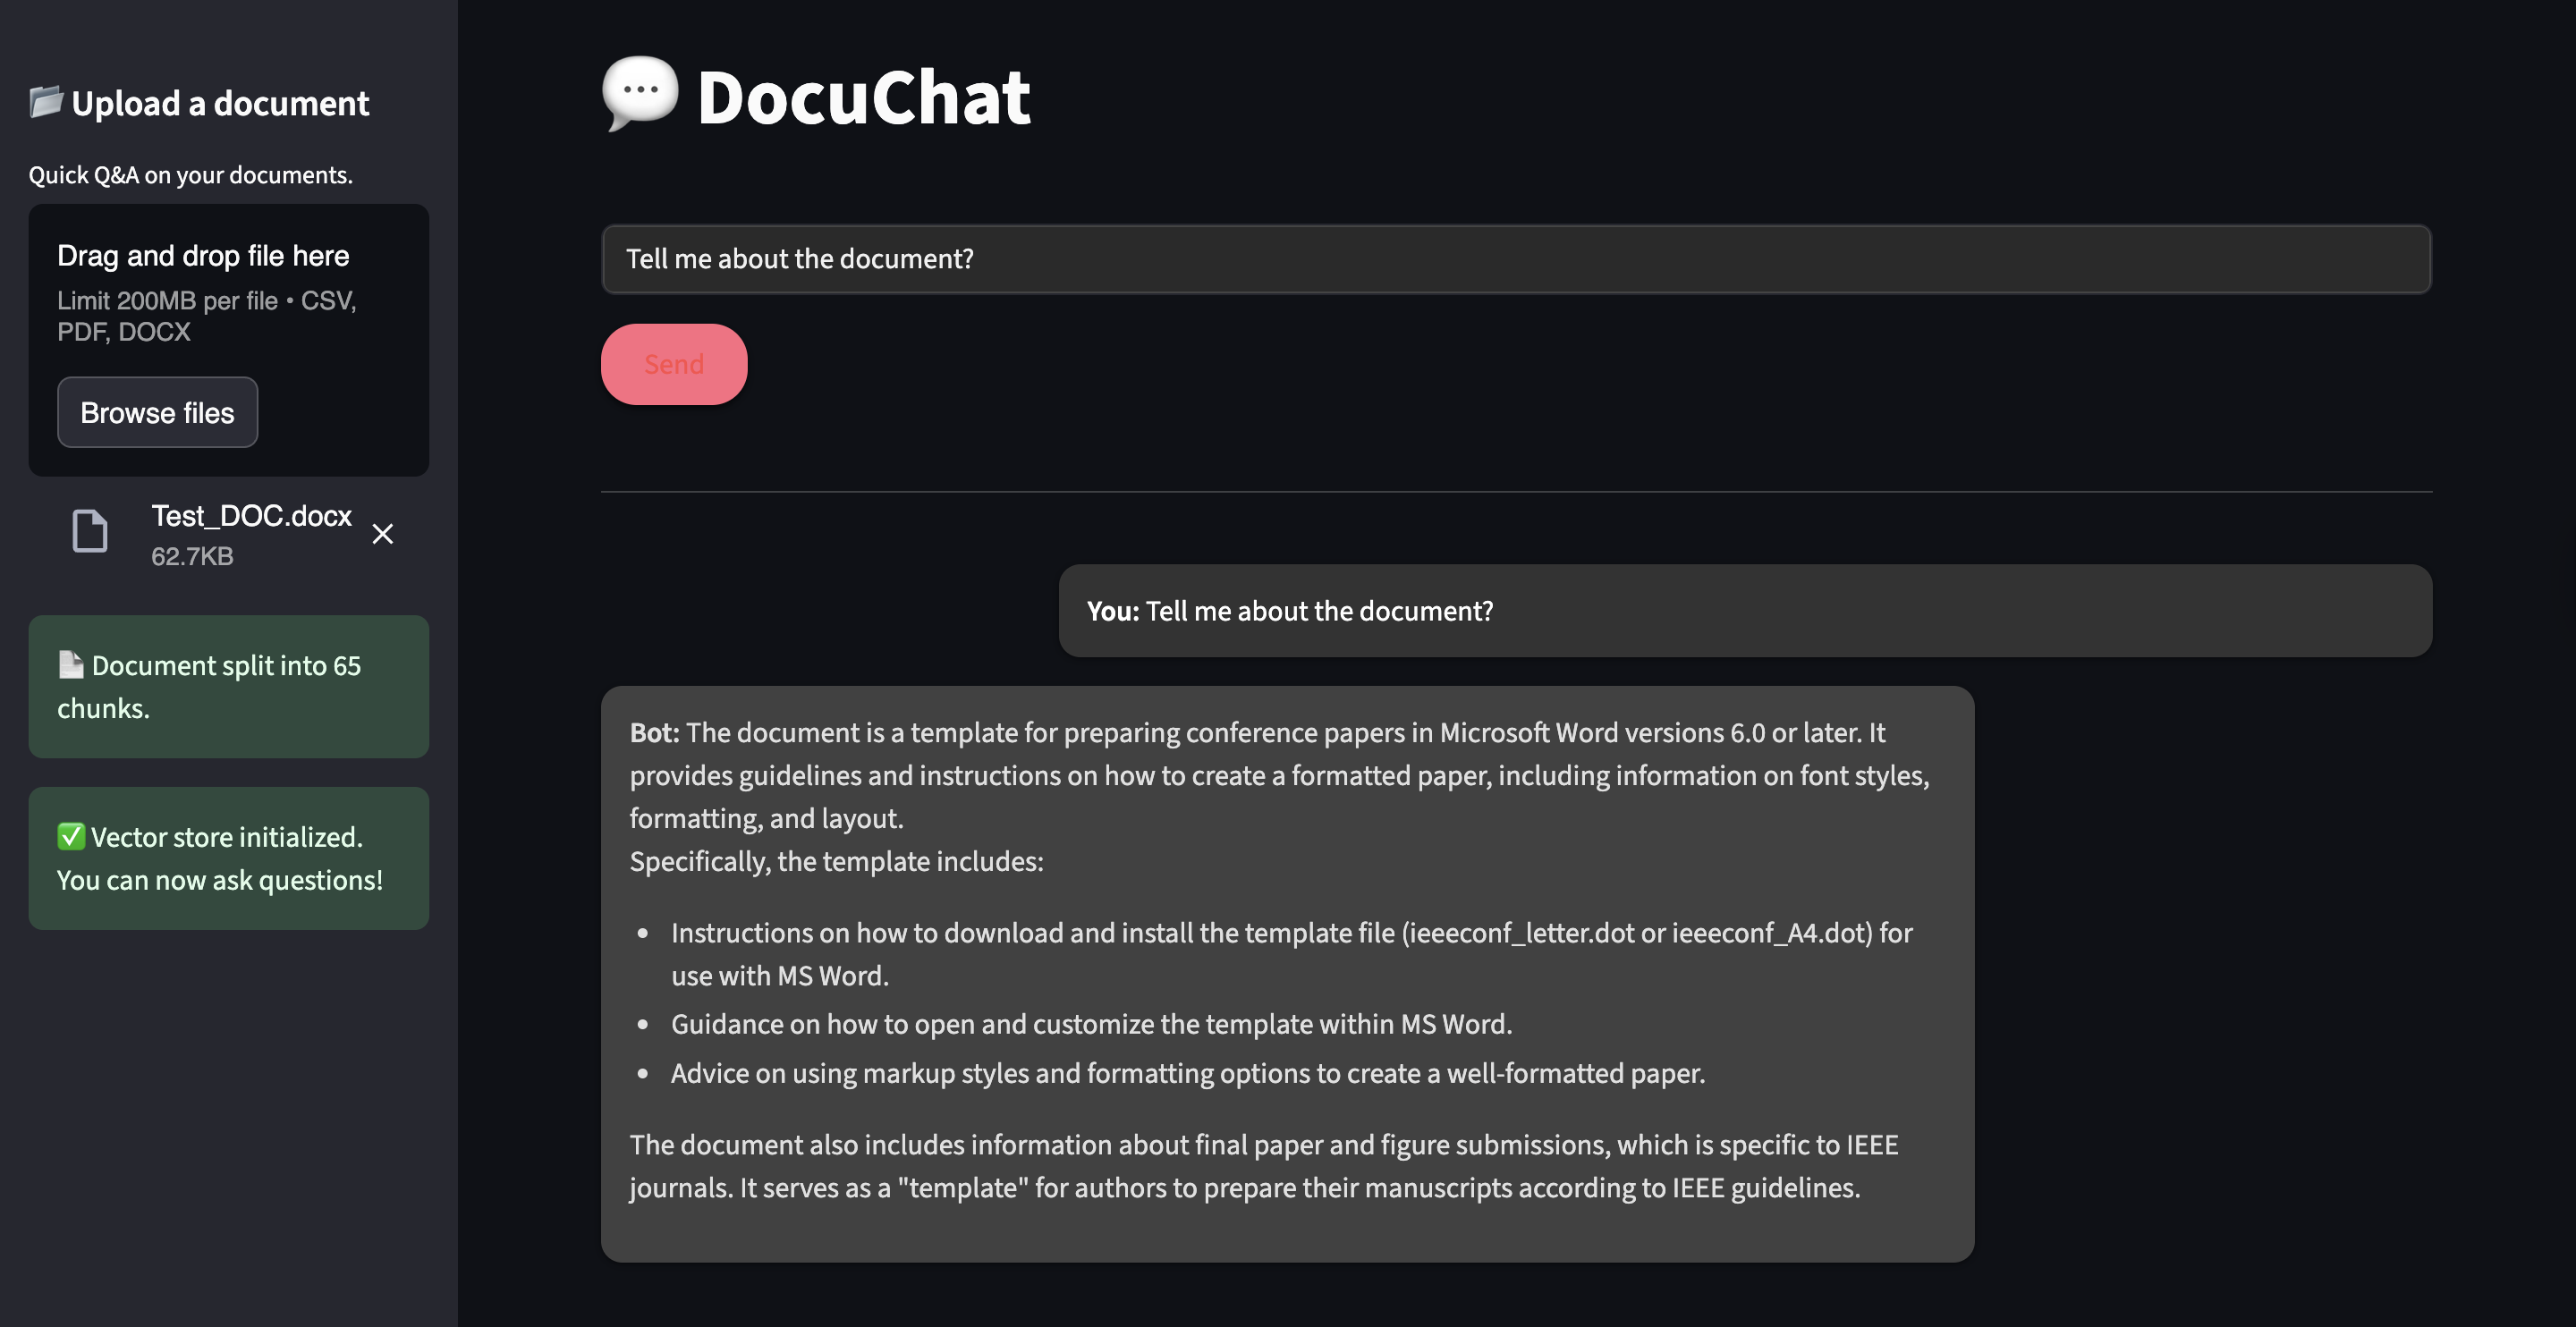 Upload a document
Quick Q&A on your documents.
Drag and drop file here
Limit 200MB per file • CSV,
PDF, DOCX
Browse files
Test_DOC.docx
62.7KB
Document split into 65
chunks.
Vector store initialized.
You can now ask questions!
DocuChat
Tell me about the document?
Send
You: Tell me about the document?
Bot: The document is a template for preparing conference papers in Microsoft Word versions 6.0 or later. It
provides guidelines and instructions on how to create a formatted paper, including information on font styles,
formatting, and layout.
Specifically, the template includes:
• Instructions on how to download and install the template file (ieeeconf_letter.dot or ieeeconf_A4.dot) for
use with MS Word.
• Guidance on how to open and customize the template within MS Word.
• Advice on using markup styles and formatting options to create a well-formatted paper.
The document also includes information about final paper and figure submissions, which is specific to IEEE
journals. It serves as a "template" for authors to prepare their manuscripts according to IEEE guidelines.